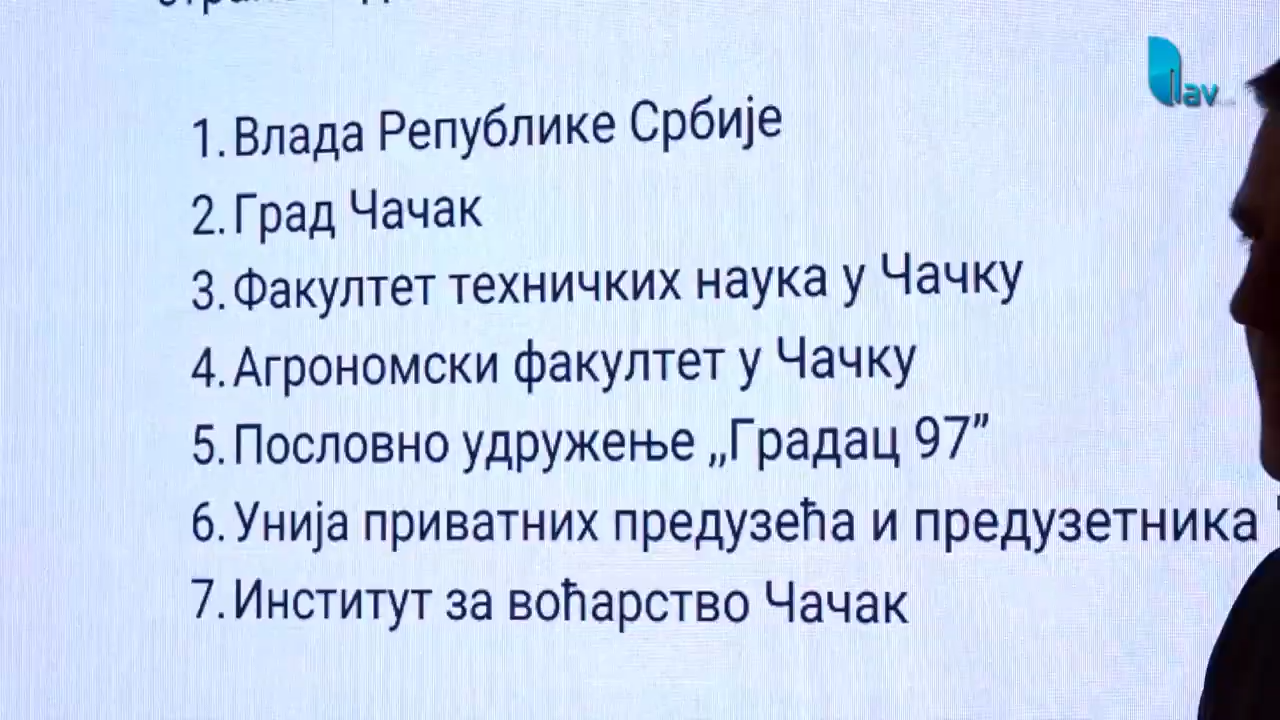 1. Влада Републике Србије
2. Град Чачак
3. Факултет техничких наука у Чачку
4. Агрономски факултет у Чачку
5. Пословно удружење „Градац 97”
6. Унија приватних предузећа и предузетника
7. Институт за воћарство Чачак